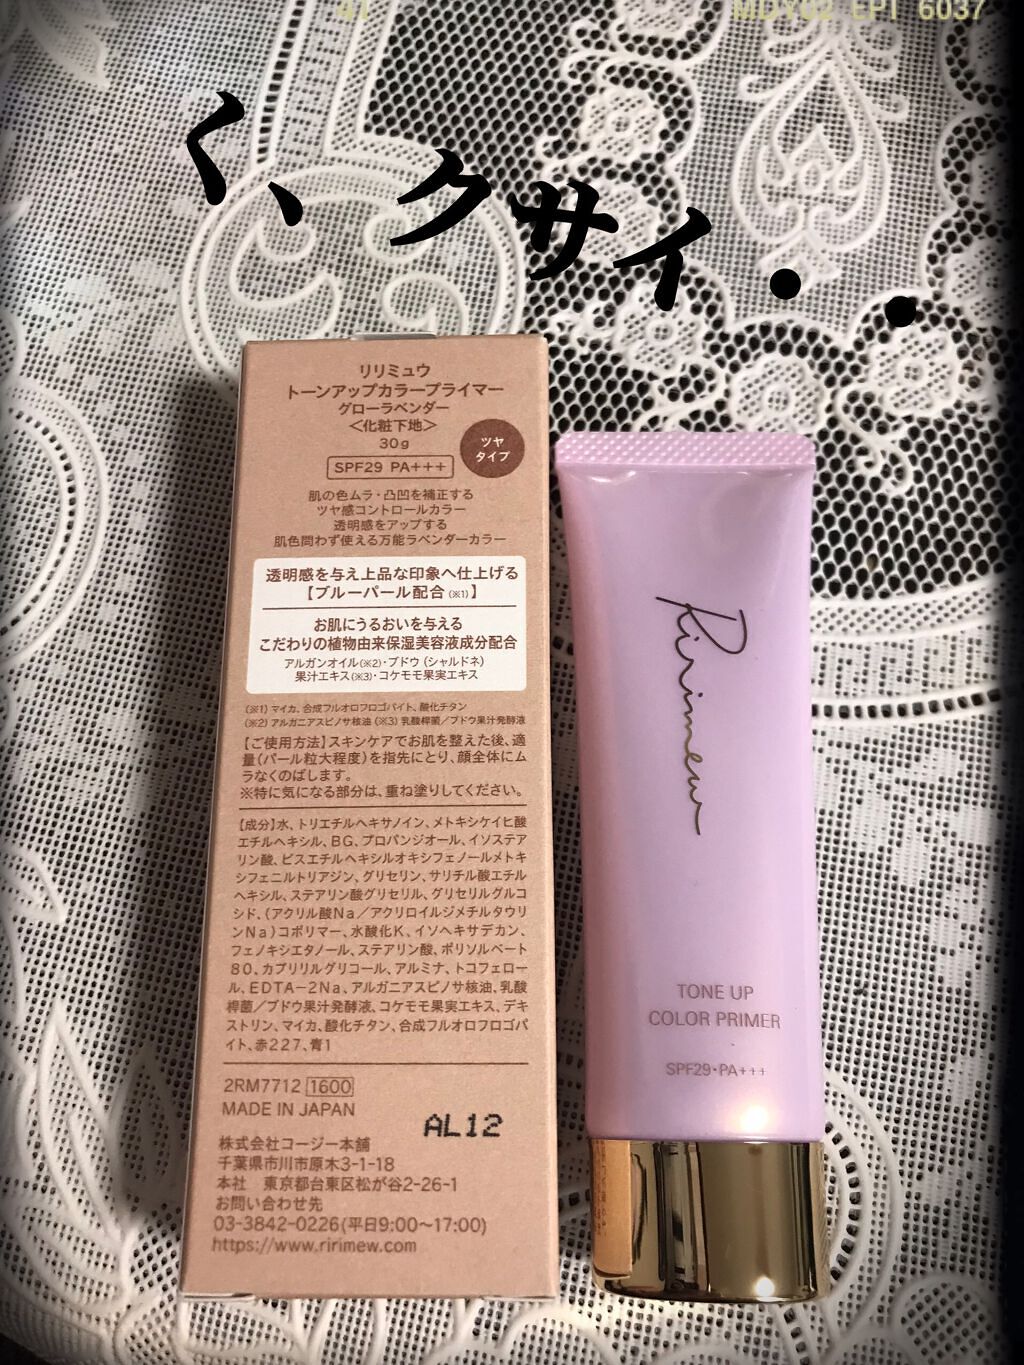 41
MDY02 EPT 6037
く、クサイ・・
リリミュウ
トーンアップカラープライマー
グローラベンダー
＜化粧下地＞
30g
SPF29 PA+++
ツヤ
タイプ
肌の色ムラ・凸凹を補正する
ツヤ感コントロールカラー
透明感をアップする
肌色問わず使える万能ラベンダーカラー
透明感を与え上品な印象へ仕上げる
【ブルーパール配合(※1)】
お肌にうるおいを与える
こだわりの植物由来保湿美容液成分配合
アルガンオイル(※2)・ブドウ(シャルドネ)
果汁エキス(※3)・コケモモ果実エキス
(※1)マイカ、合成フルオロフロゴパイト、酸化チタン
(※2)アルガニアスピノサ核油(※3)乳酸桿菌/ブドウ果汁発酵液
【ご使用方法】スキンケアでお肌を整えた後、適
量(パール粒大程度)を指先にとり、顔全体にム
ラなくのばします。
※特に気になる部分は、重ね塗りしてください。
【成分】水、トリエチルヘキサノイン、メトキシケイヒ酸
エチルヘキシル、BG、プロパンジオール、イソステア
リン酸、ビスエチルヘキシルオキシフェノールメトキ
シフェニルトリアジン、グリセリン、サリチル酸エチル
ヘキシル、ステアリン酸グリセリル、グリセリルグルコ
シド、(アクリル酸Na/アクリロイルジメチルタウリ
ンNa)コポリマー、水酸化K、イソヘキサデカン、
フェノキシエタノール、ステアリン酸、ポリソルベート
80、カプリリルグリコール、アルミナ、トコフェロー
ル、EDTA-2Na、アルガニアスピノサ核油、乳酸
桿菌/ブドウ果汁発酵液、コケモモ果実エキス、デキ
ストリン、マイカ、酸化チタン、合成フルオロフロゴパ
イト、赤227、青1
2RM7712 1600
MADE IN JAPAN
AL12
株式会社コージー本舗
千葉県市川市原木3-1-18
本社 東京都台東区松が谷2-26-1
お問い合わせ先
03-3842-0226(平日9:00～17:00)
https://www.ririmew.com
Ririmew
TONE UP
COLOR PRIMER
SPF29・PA+++